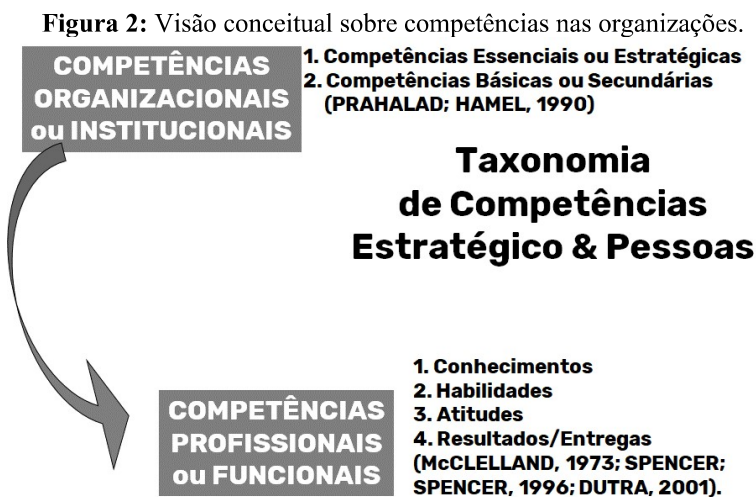 Figura 2: Visão conceitual sobre competências nas organizações.
COMPETÊNCIAS
ORGANIZACIONAIS
ou INSTITUCIONAIS
1. Competências Essenciais ou Estratégicas
2. Competências Básicas ou Secundárias
(PRAHALAD; HAMEL, 1990)
Taxonomia
de Competências
Estratégico & Pessoas
COMPETÊNCIAS
PROFISSIONAIS
ou FUNCIONAIS
1. Conhecimentos
2. Habilidades
3. Atitudes
4. Resultados/Entregas
(McCLELLAND, 1973; SPENCER;
SPENCER, 1996; DUTRA, 2001).